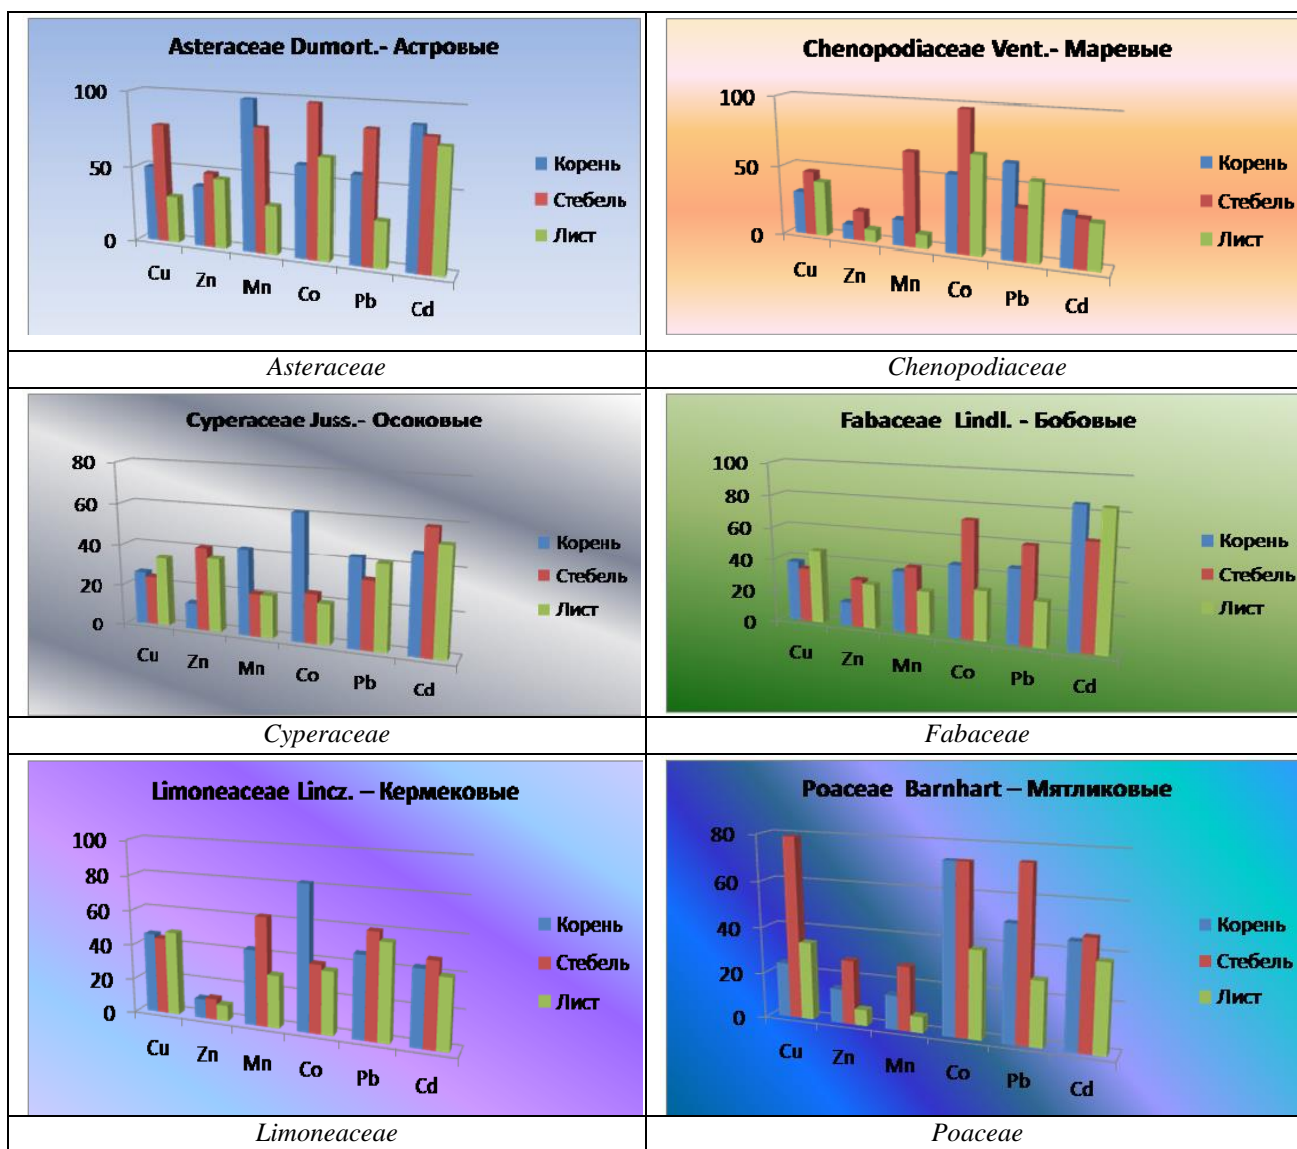 Asteraceae Dumort.- Астровые
100
50
0
Cu Zn Mn Co Pb Cd
Корень
Стебель
Лист
Asteraceae
Chenopodiaceae Vent.- Маревые
100
50
0
Cu Zn Mn Co Pb Cd
Корень
Стебель
Лист
Chenopodiaceae
Cyperaceae Juss.- Осоковые
80
60
40
20
0
Cu Zn Mn Co Pb Cd
Корень
Стебель
Лист
Cyperaceae
Fabaceae Lindl. - Бобовые
100
80
60
40
20
0
Cu Zn Mn Co Pb Cd
Корень
Стебель
Лист
Fabaceae
Limoneaceae Lincz. – Кермековые
100
80
60
40
20
0
Cu Zn Mn Co Pb Cd
Корень
Стебель
Лист
Limoneaceae
Poaceae Barnhart – Мятликовые
80
60
40
20
0
Cu Zn Mn Co Pb Cd
Корень
Стебель
Лист
Poaceae